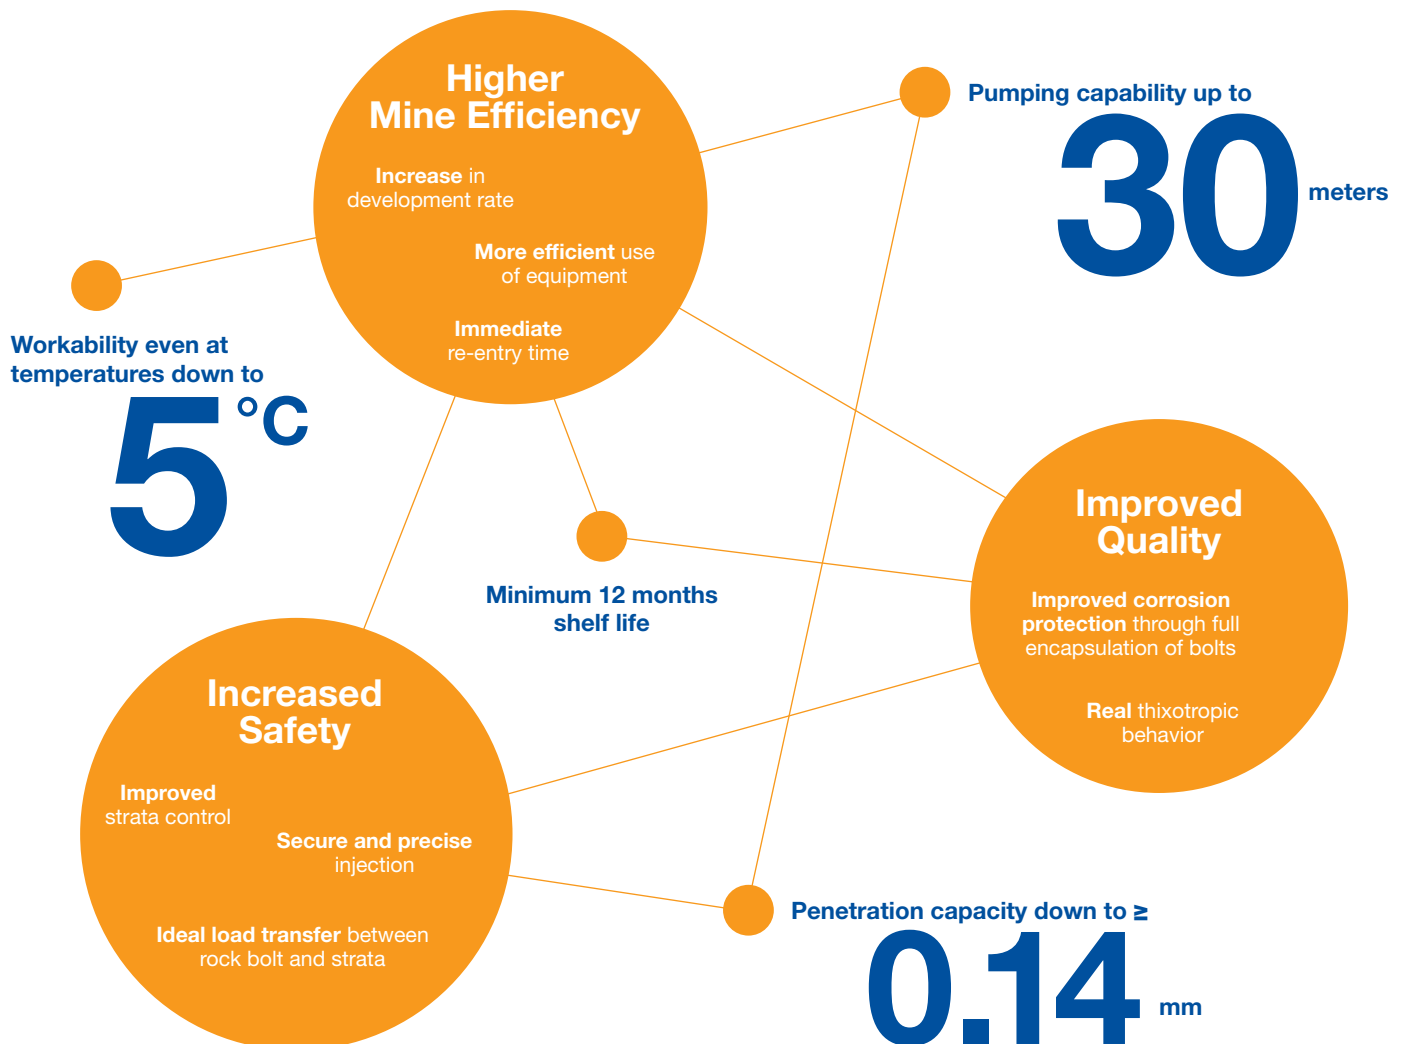 Higher
Mine Efficiency
Increase in
development rate
More efficient use
of equipment
Immediate
re-entry time
Pumping capability up to
30 meters
Workability even at
temperatures down to
5 °C
Minimum 12 months
shelf life
Improved
Quality
Improved corrosion
protection through full
encapsulation of bolts
Real thixotropic
behavior
Increased
Safety
Improved
strata control
Secure and precise
injection
Ideal load transfer between
rock bolt and strata
Penetration capacity down to ≥
0.14 mm